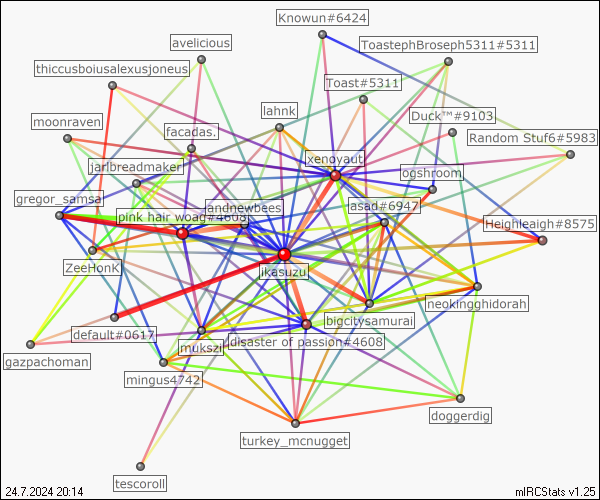 Knowun#6424
avelicious
ToastephBroseph5311#5311
thiccusboiusalexusjoneus
Toast#5311
lahnk
Duck™#9103
moonraven
facadas.
Random Stuf6#5983
xenoyaut
jarlbreadmaker
ogshroom
gregor_samsa
andnewbees
asad#6947
pink hair woag#4608
Heighleaigh#8575
ZeeHonK
ikasuzu
neokingghidorah
bigcitysamurai
default#0617
disaster of passion#4608
mukszi
gazpachoman
mingus4742
doggerdig
turkey_mcnugget
tescoroll
24.7.2024 20:14
mIRCStats v1.25